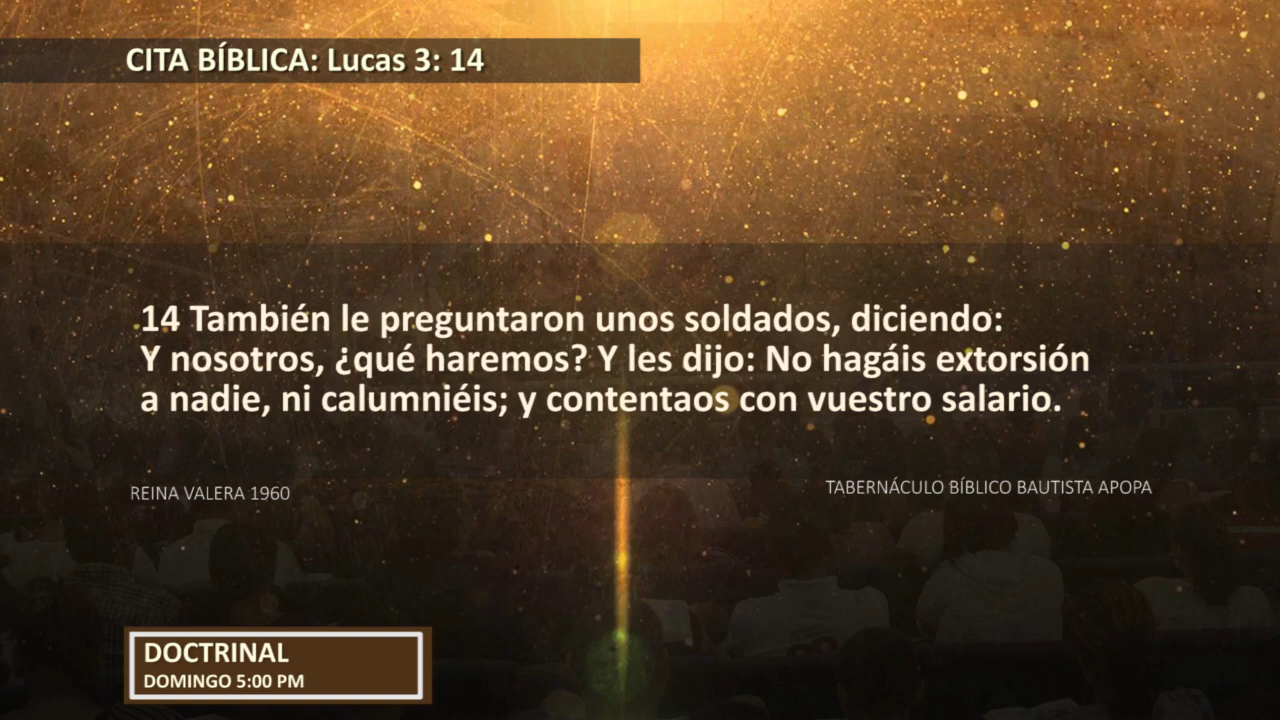 CITA BÍBLICA: Lucas 3: 14
14 También le preguntaron unos soldados, diciendo:
Y nosotros, ¿qué haremos? Y les dijo: No hagáis extorsión
a nadie, ni calumniéis; y contentaos con vuestro salario.
REINA VALERA 1960
TABERNÁCULO BÍBLICO BAUTISTA APOPA
DOCTRINAL
DOMINGO 5:00 PM